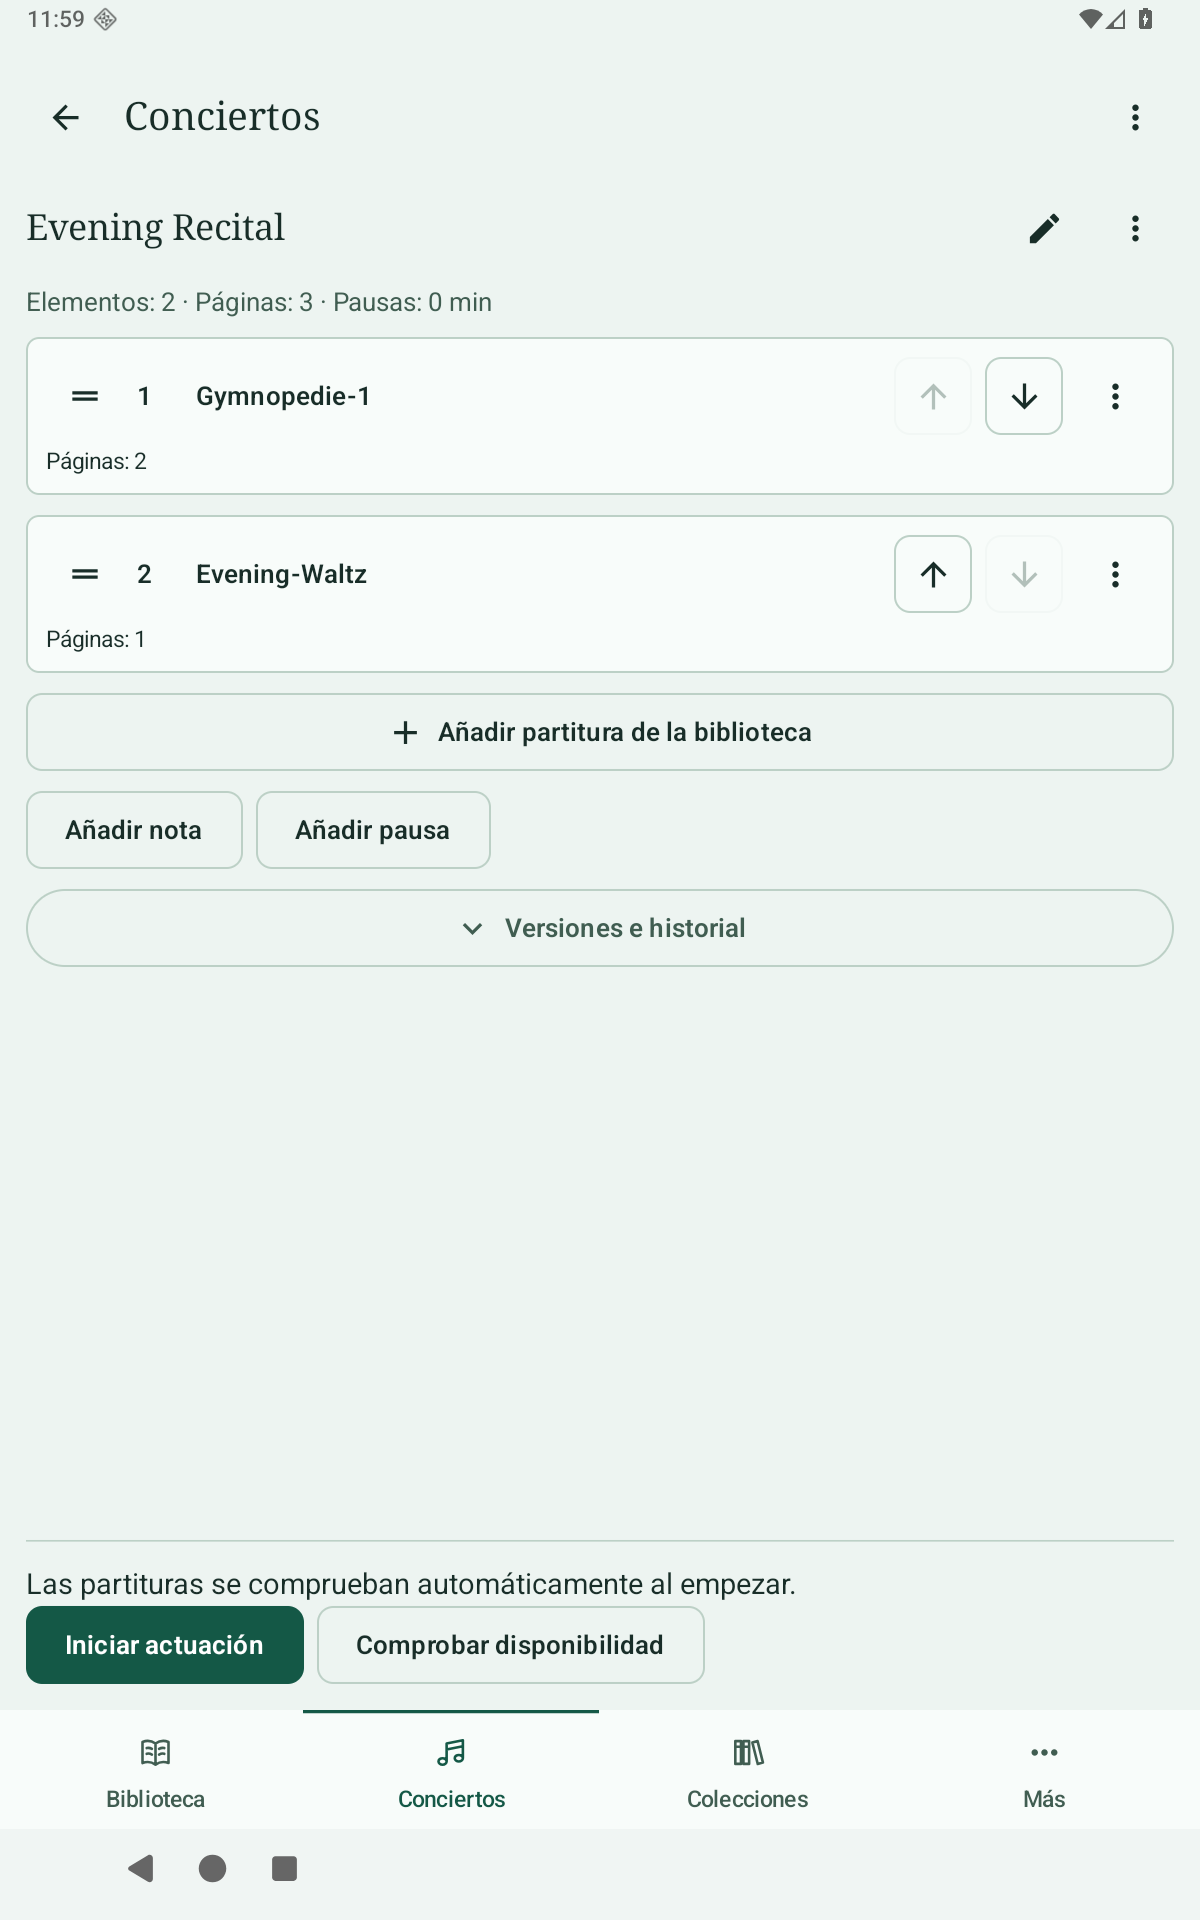 11:59
Conciertos
Evening Recital
Elementos: 2 · Páginas: 3 · Pausas: 0 min
1 Gymnopedie-1
Páginas: 2
2 Evening-Waltz
Páginas: 1
Añadir partitura de la biblioteca
Añadir nota Añadir pausa
Versiones e historial
Las partituras se comprueban automáticamente al empezar.
Iniciar actuación Comprobar disponibilidad
Biblioteca Conciertos Colecciones Más